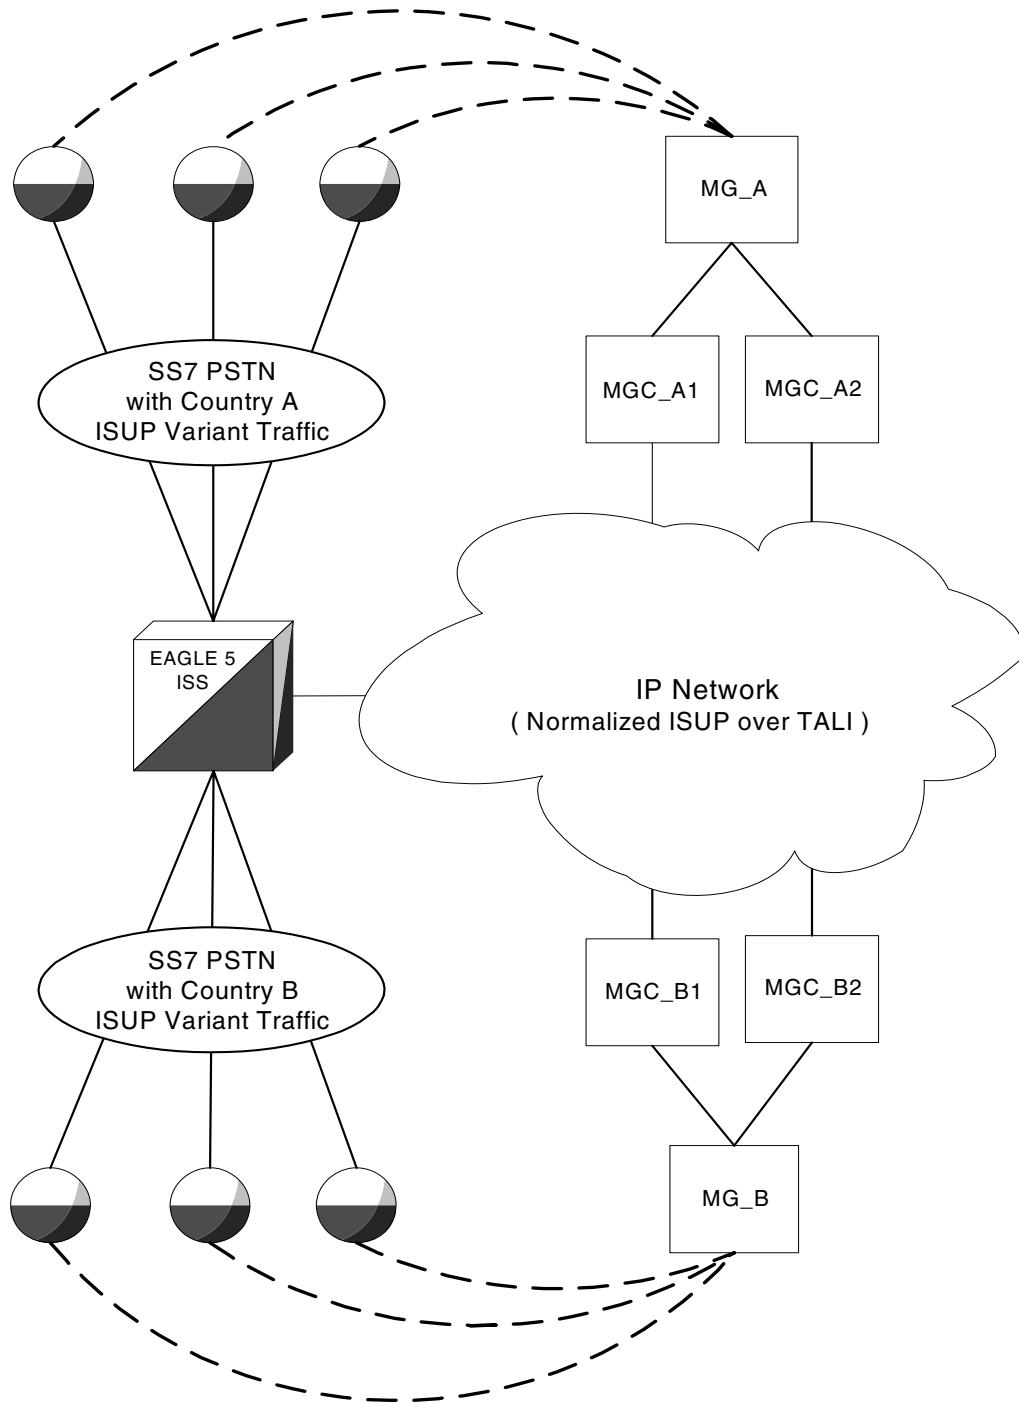 MG_A
SS7 PSTN
with Country A
ISUP Variant Traffic
MGC_A1
MGC_A2
EAGLE 5
ISS
IP Network
( Normalized ISUP over TALI )
SS7 PSTN
with Country B
ISUP Variant Traffic
MGC_B1
MGC_B2
MG_B